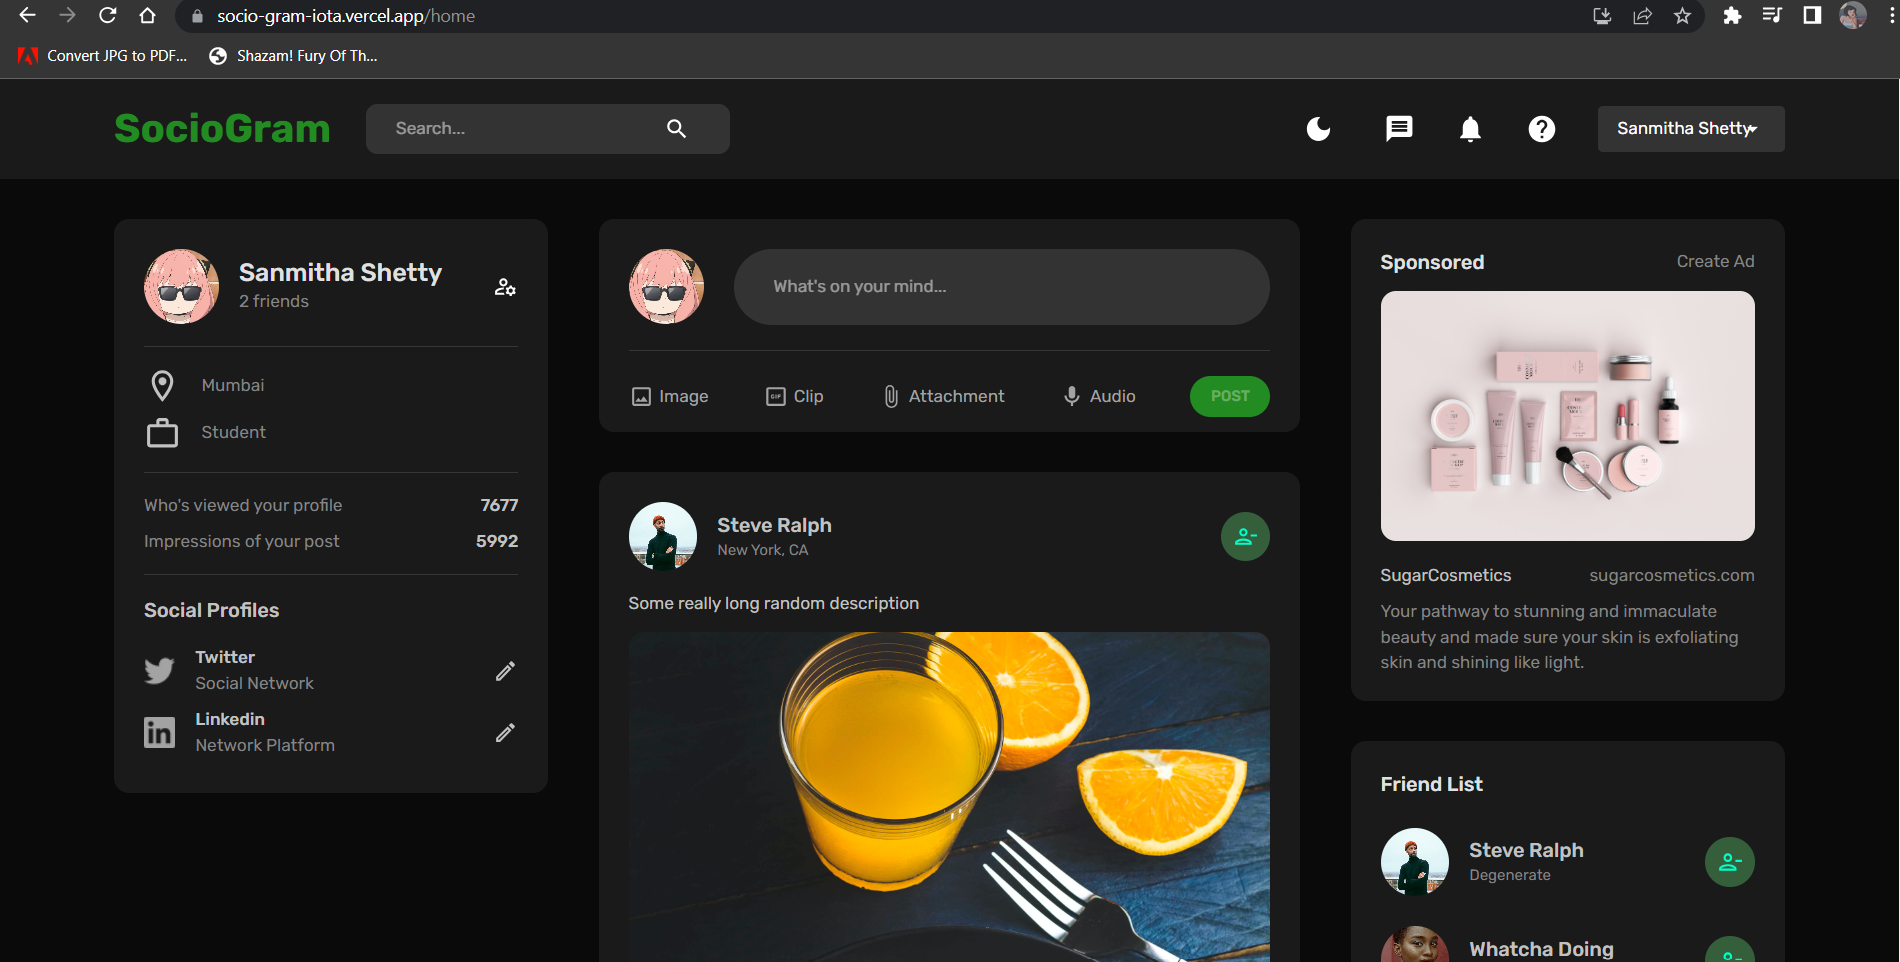 socio-gram-iota.vercel.app/home
Convert JPG to PDF... Shazam! Fury Of Th...
SocioGram
Search...
Sanmitha Shetty
Sanmitha Shetty
2 friends
Mumbai
Student
Who's viewed your profile 7677
Impressions of your post 5992
Social Profiles
Twitter
Social Network
Linkedin
Network Platform
What's on your mind...
Image GIF Clip Attachment Audio POST
Steve Ralph
New York, CA
Some really long random description
Sponsored Create Ad
SugarCosmetics sugarcosmetics.com
Your pathway to stunning and immaculate
beauty and made sure your skin is exfoliating
skin and shining like light.
Friend List
Steve Ralph
Degenerate
Whatcha Doing